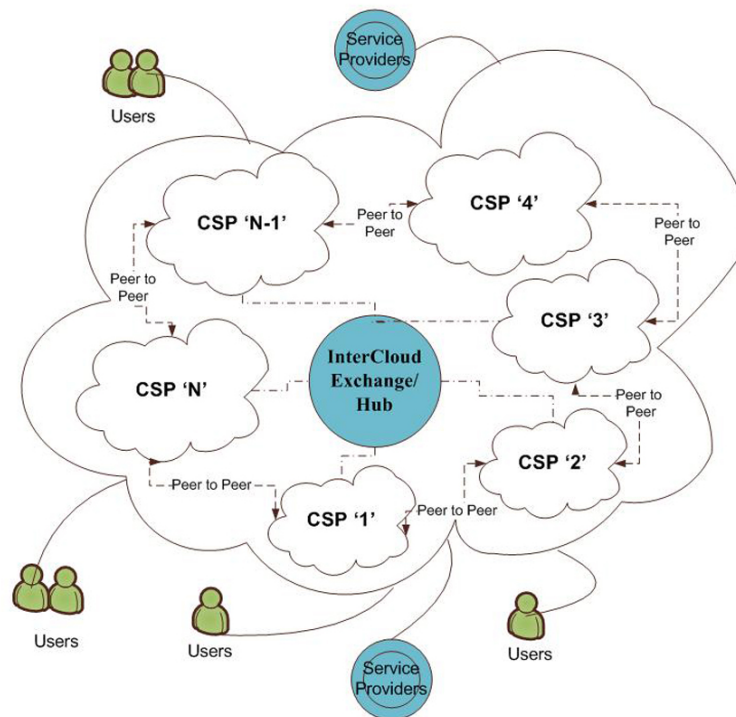 Service
Providers
Users
CSP ‘N-1’
Peer to
Peer
CSP ‘4’
Peer to
Peer
Peer to
Peer
InterCloud
Exchange/
Hub
CSP ‘3’
CSP ‘N’
Peer to
Peer
CSP ‘2’
Peer to Peer
CSP ‘1’
Peer to Peer
Users
Users
Users
Service
Providers